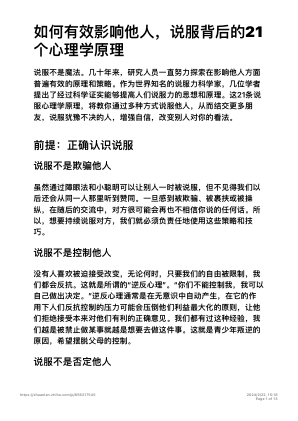 如何有效影响他人，说服背后的21
个心理学原理
说服不是魔法。几十年来，研究人员一直努力探索在影响他人方面
普遍有效的原理和策略。作为世界知名的说服力科学家，几位学者
提出了经过科学证实能够提高人们说服力的思想和原理。这21条说
服心理学原理，将教你通过多种方式说服他人，从而结交更多朋
友，说服犹豫不决的人，增强自信，改变别人对你的看法。
前提：正确认识说服
说服不是欺骗他人
虽然通过障眼法和小聪明可以让别人一时被说服，但不见得我们以
后还会从同一人那里听到赞同。一旦感到被欺骗、被裹挟或被操
纵，在随后的交流中，对方很可能会再也不相信你说的任何话。所
以，想要持续说服对方，我们就必须负责任地使用这些策略和技
巧。
说服不是控制他人
没有人喜欢被迫接受改变，无论何时，只要我们的自由被限制，我
们都会反抗。这就是所谓的“逆反心理”。“你们不能控制我，我可以
自己做出决定。”逆反心理通常是在无意识中自动产生，在它的作
用下人们反抗控制的压力可能会压倒他们利益最大化的原则，让他
们拒绝接受本来对他们有利的正确意见，我们都有过这种经验，我
们越是被禁止做某事就越是想要去做这件事。这就是青少年叛逆的
原因，希望摆脱父母的控制。
说服不是否定他人